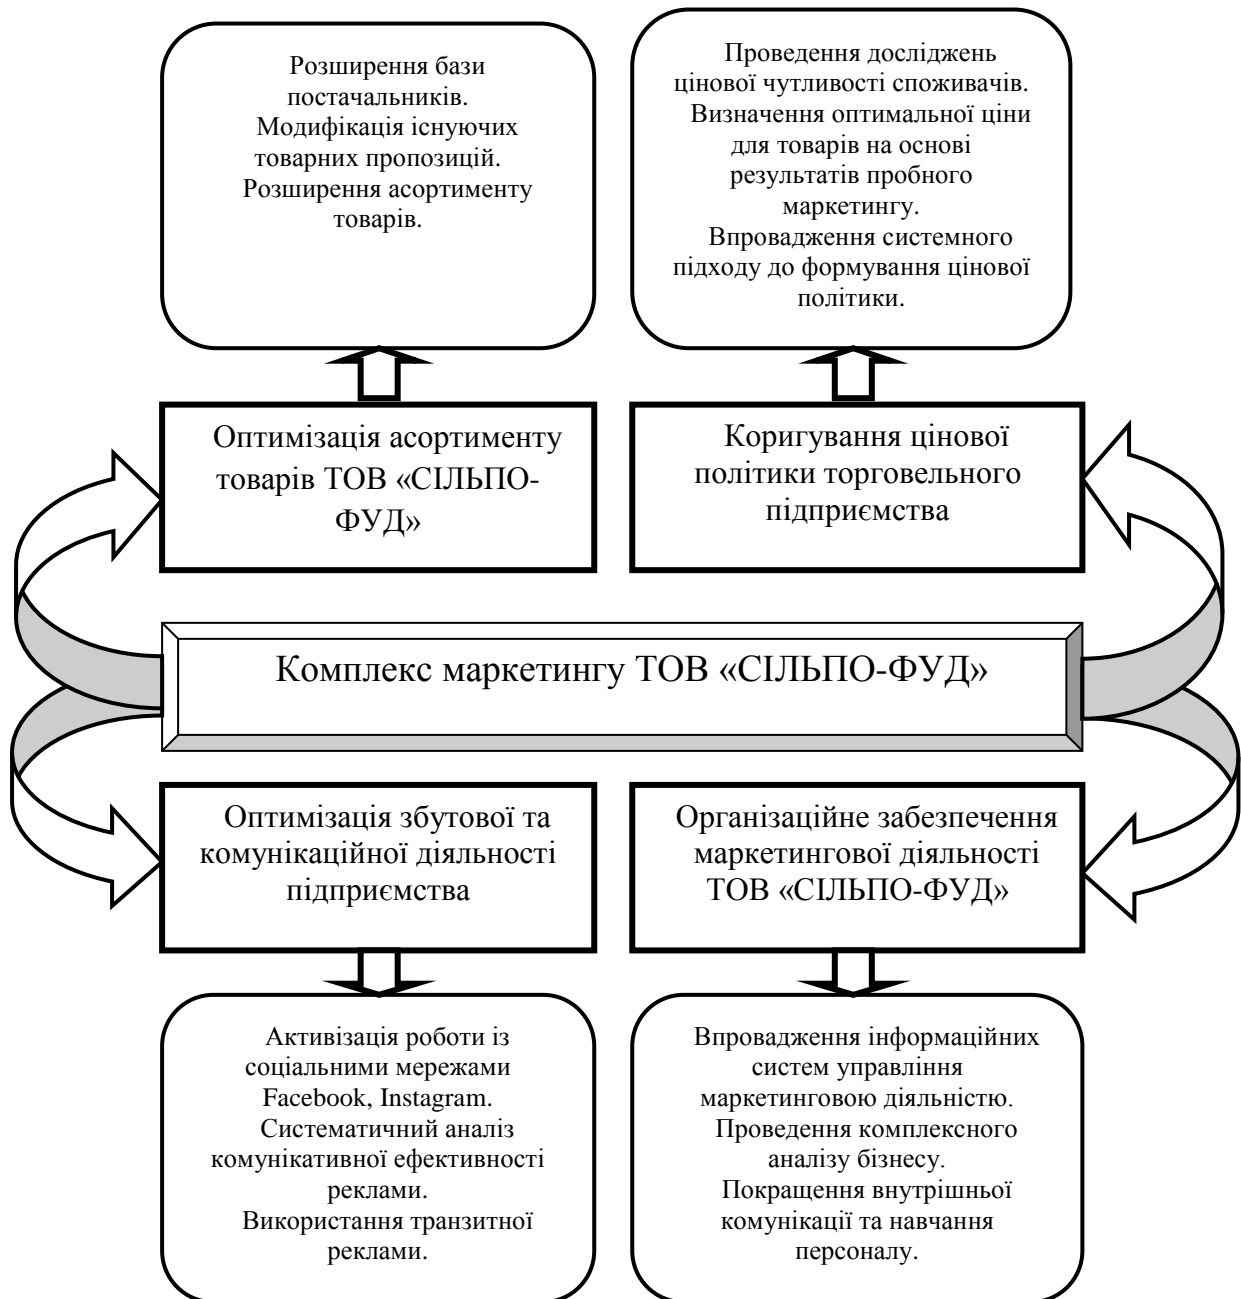 Розширення бази
постачальників.
Модифікація існуючих
товарних пропозицій.
Розширення асортименту
товарів.
Проведення досліджень
цінової чутливості споживачів.
Визначення оптимальної ціни
для товарів на основі
результатів пробного
маркетингу.
Впровадження системного
підходу до формування цінової
політики.
Оптимізація асортименту
товарів ТОВ «СІЛЬПО-
ФУД»
Коригування цінової
політики торговельного
підприємства
Комплекс маркетингу ТОВ «СІЛЬПО-ФУД»
Оптимізація збутової та
комунікаційної діяльності
підприємства
Організаційне забезпечення
маркетингової діяльності
ТОВ «СІЛЬПО-ФУД»
Активізація роботи із
соціальними мережами
Facebook, Instagram.
Систематичний аналіз
комунікативної ефективності
реклами.
Використання транзитної
реклами.
Впровадження інформаційних
систем управління
маркетинговою діяльністю.
Проведення комплексного
аналізу бізнесу.
Покращення внутрішньої
комунікації та навчання
персоналу.